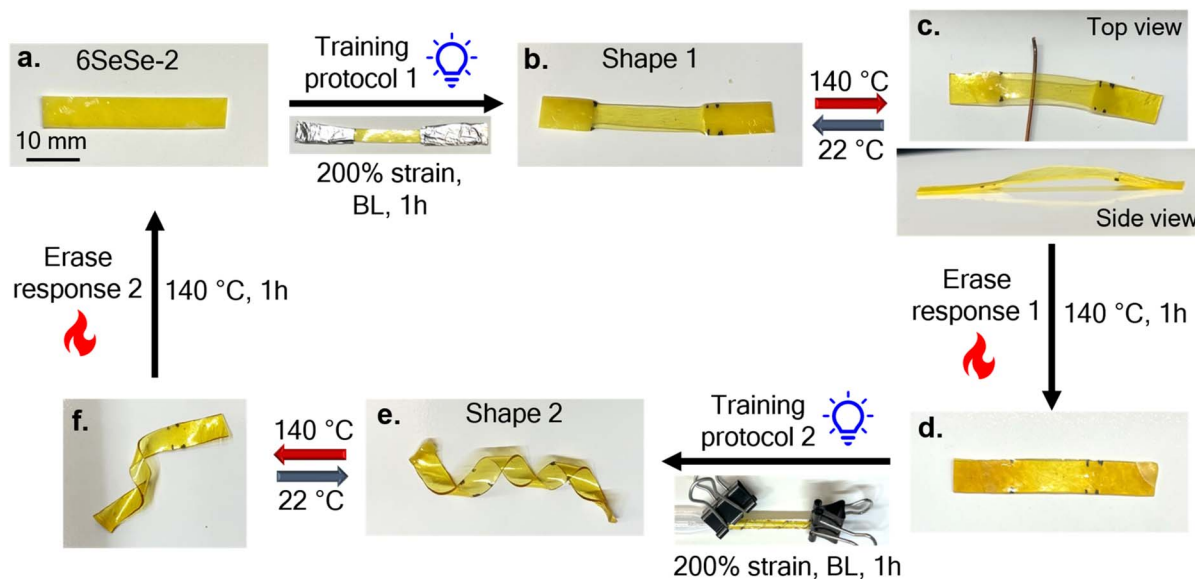 a.
6SeSe-2
10 mm
Training
protocol 1
200% strain,
BL, 1h
b.
Shape 1
140 °C
22 °C
c.
Top view
Side view
Erase
response 1
140 °C, 1h
d.
Training
protocol 2
200% strain, BL, 1h
e.
Shape 2
140 °C
22 °C
f.
Erase
response 2
140 °C, 1h